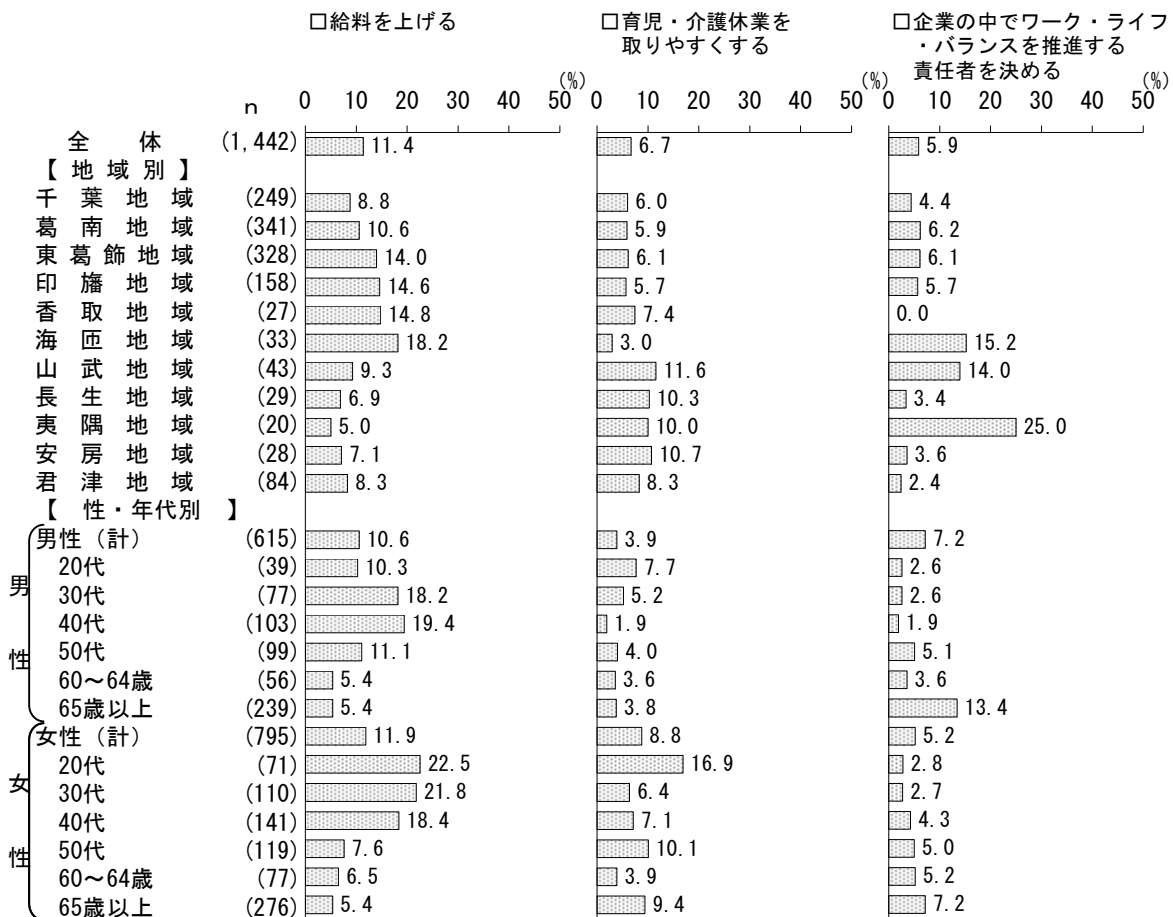 □給料を上げる □育児・介護休業を □企業の中でワーク・ライフ
取りやすくする ・バランスを推進する
責任者を決める
(%) (%) (%)
n 0 10 20 30 40 50 0 10 20 30 40 50 0 10 20 30 40 50
全体 (1,442) 11.4 6.7 5.9
【地域別】
千葉地域 (249) 8.8 6.0 4.4
葛南地域 (341) 10.6 5.9 6.2
東葛飾地域 (328) 14.0 6.1 6.1
印旛地域 (158) 14.6 5.7 5.7
香取地域 (27) 14.8 7.4 0.0
海匝地域 (33) 18.2 3.0 15.2
山武地域 (43) 9.3 11.6 14.0
長生地域 (29) 6.9 10.3 3.4
夷隅地域 (20) 5.0 10.0 25.0
安房地域 (28) 7.1 10.7 3.6
君津地域 (84) 8.3 8.3 2.4
【性・年代別】
男性
男性(計) (615) 10.6 3.9 7.2
20代 (39) 10.3 7.7 2.6
30代 (77) 18.2 5.2 2.6
40代 (103) 19.4 1.9 1.9
50代 (99) 11.1 4.0 5.1
60～64歳 (56) 5.4 3.6 3.6
65歳以上 (239) 5.4 3.8 13.4
女性
女性(計) (795) 11.9 8.8 5.2
20代 (71) 22.5 16.9 2.8
30代 (110) 21.8 6.4 2.7
40代 (141) 18.4 7.1 4.3
50代 (119) 7.6 10.1 5.0
60～64歳 (77) 6.5 3.9 5.2
65歳以上 (276) 5.4 9.4 7.2